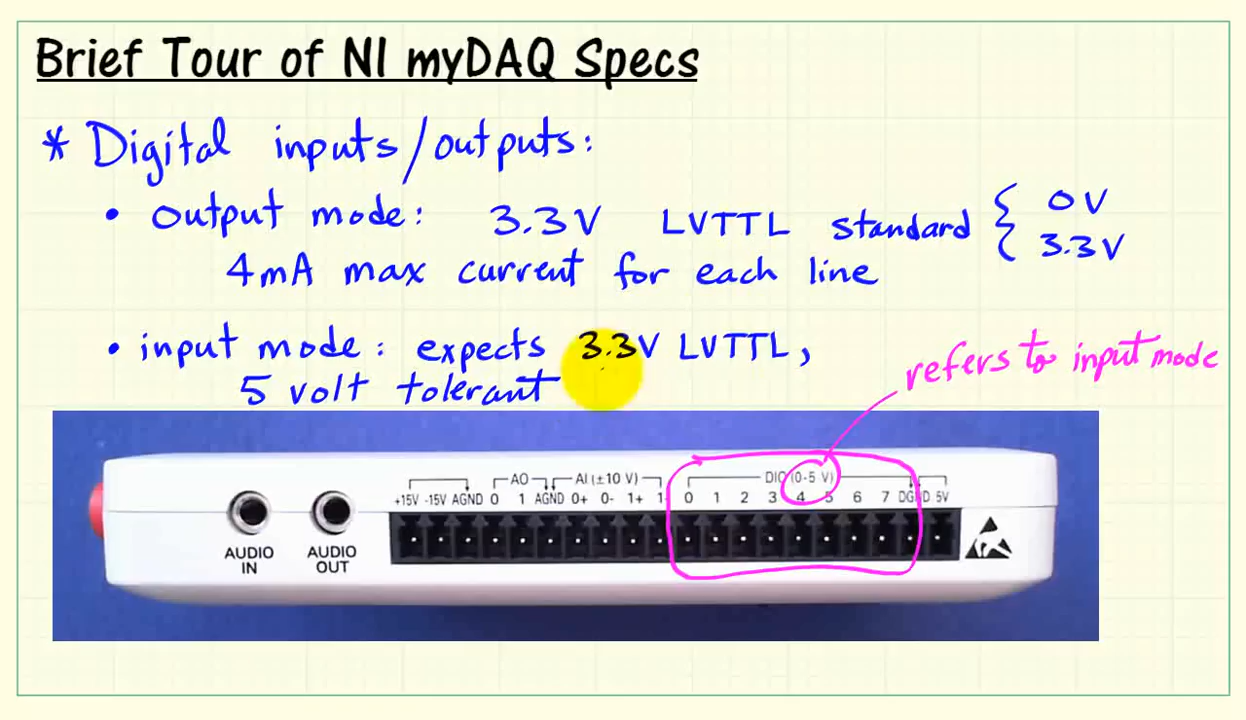 Brief Tour of NI myDAQ Specs
* Digital inputs/outputs:
• output mode: 3.3V LVTTL standard { 0V
3.3V
4mA max current for each line
• input mode: expects 3.3V LVTTL,
5 volt tolerant
refers to input mode
AO AI (±10 V) DIO (0-5 V)
+15V -15V AGND 0 1 AGND 0+ 0- 1+ 1- 0 1 2 3 4 5 6 7 DGND 5V
AUDIO IN
AUDIO OUT